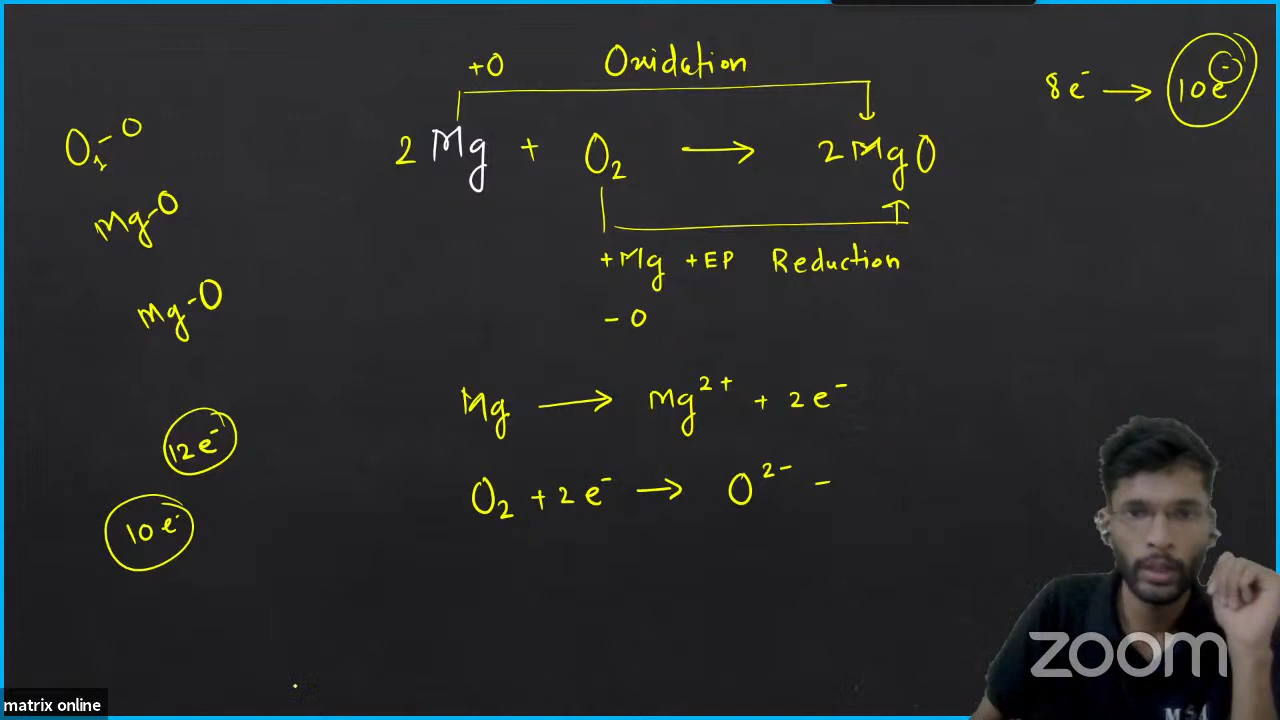 +O Oxidation
8e⁻ → 10e⁻
2Mg + O₂ → 2MgO
Mg-O
+Mg +EP Reduction
- O
Mg-O
Mg → Mg²⁺ + 2e⁻
12e⁻
O₂ + 2e⁻ → O²⁻ -
10e⁻
zoom
matrix online